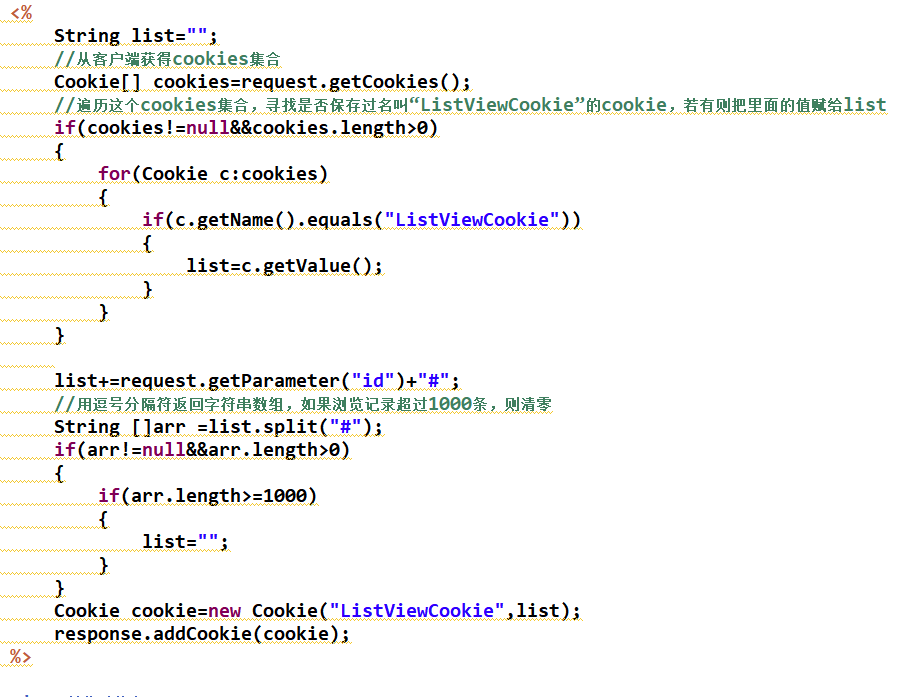 <%
String list="";
//从客户端获得cookies集合
Cookie[] cookies=request.getCookies();
//遍历这个cookies集合，寻找是否保存过名叫“ListViewCookie”的cookie，若有则把里面的值赋给list
if(cookies!=null&&cookies.length>0)
{
for(Cookie c:cookies)
{
if(c.getName().equals("ListViewCookie"))
{
list=c.getValue();
}
}
}
list+=request.getParameter("id")+"#";
//用逗号分隔符返回字符串数组，如果浏览记录超过1000条，则清零
String []arr =list.split("#");
if(arr!=null&&arr.length>0)
{
if(arr.length>=1000)
{
list="";
}
}
Cookie cookie=new Cookie("ListViewCookie",list);
response.addCookie(cookie);
%>